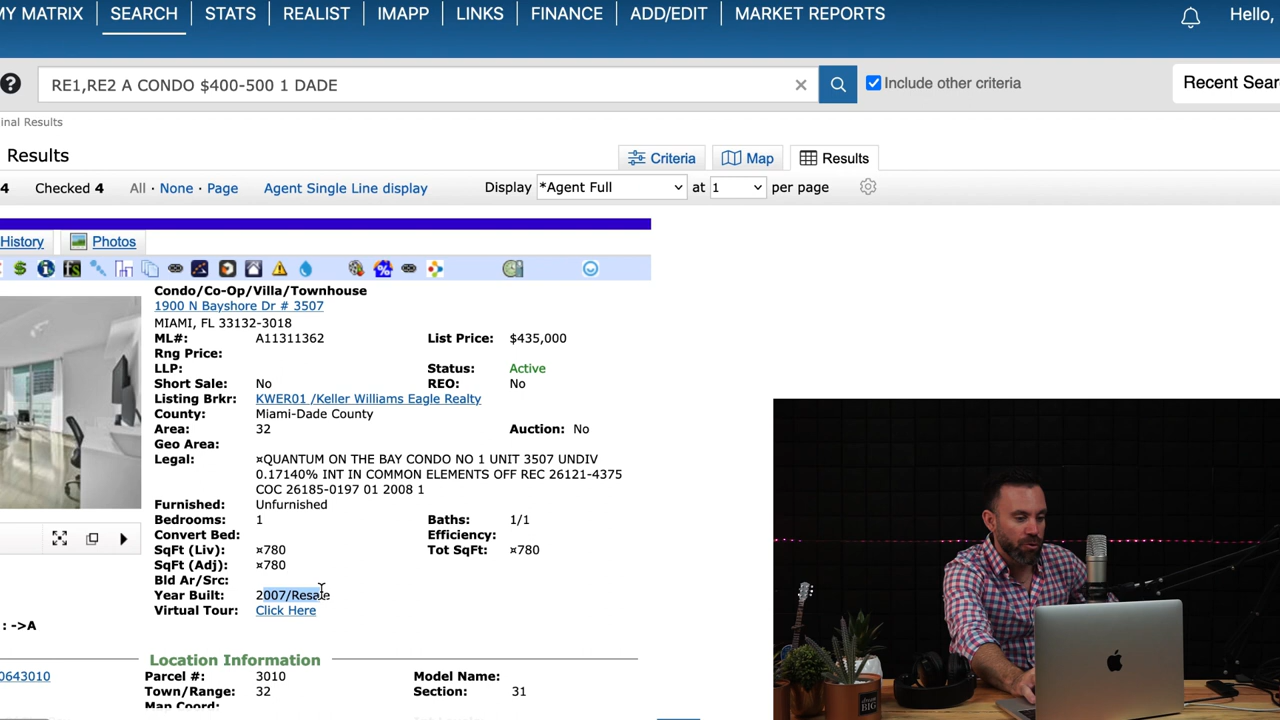 MY MATRIX SEARCH STATS REALIST IMAPP LINKS FINANCE ADD/EDIT MARKET REPORTS Hello,
? RE1,RE2 A CONDO $400-500 1 DADE × Include other criteria Recent Sear
inal Results
Results Criteria Map Results
4 Checked 4 All · None · Page Agent Single Line display Display *Agent Full at 1 per page
History Photos
Condo/Co-Op/Villa/Townhouse
1900 N Bayshore Dr # 3507
MIAMI, FL 33132-3018
ML#: A11311362 List Price: $435,000
Rng Price:
LLP: Status: Active
Short Sale: No REO: No
Listing Brkr: KWER01 /Keller Williams Eagle Realty
County: Miami-Dade County
Area: 32 Auction: No
Geo Area:
Legal: ¤QUANTUM ON THE BAY CONDO NO 1 UNIT 3507 UNDIV
0.17140% INT IN COMMON ELEMENTS OFF REC 26121-4375
COC 26185-0197 01 2008 1
Furnished: Unfurnished
Bedrooms: 1 Baths: 1/1
Convert Bed: Efficiency:
SqFt (Liv): ¤780 Tot SqFt: ¤780
SqFt (Adj): ¤780
Bld Ar/Src:
Year Built: 2007/Resale
Virtual Tour: Click Here
: ->A
Location Information
0643010 Parcel #: 3010 Model Name:
Town/Range: 32 Section: 31
Map Coord:
DREAM
BIG